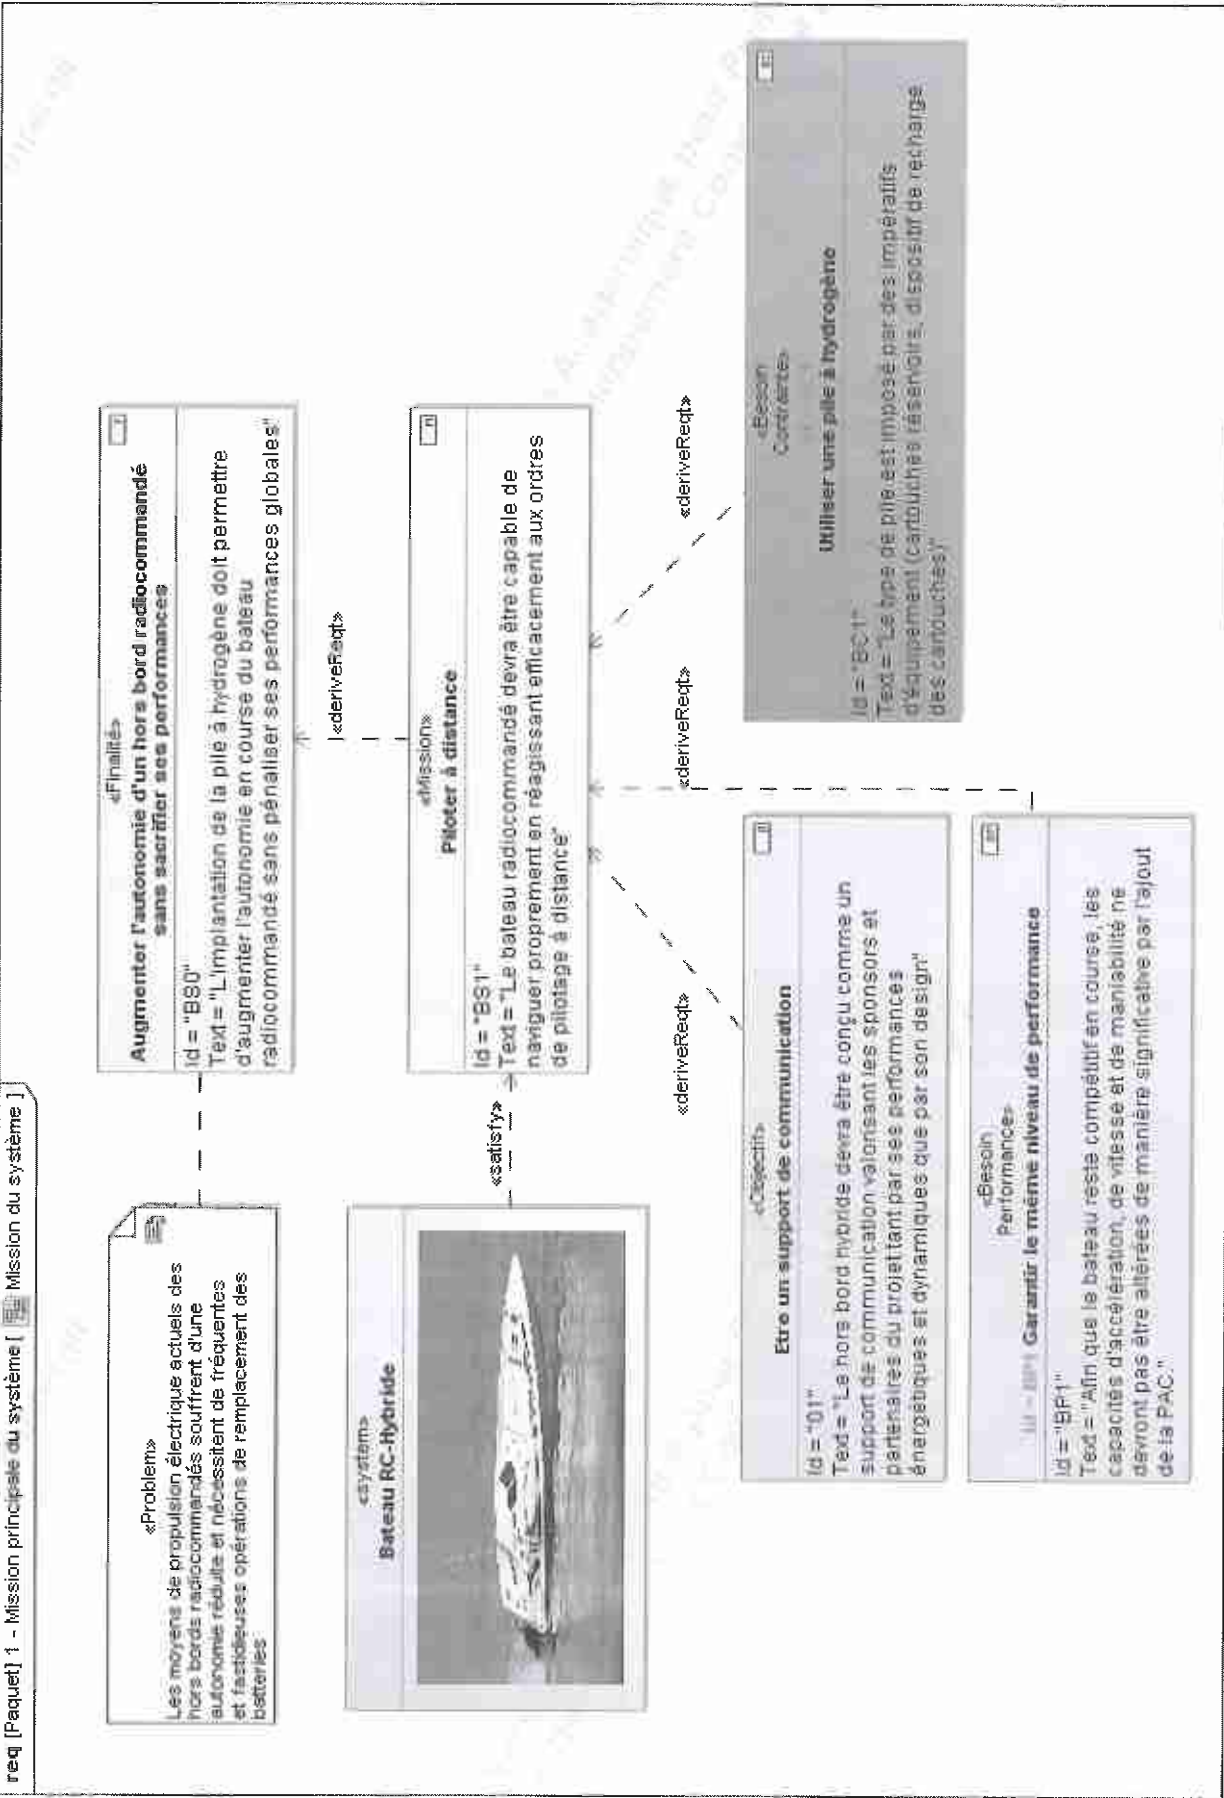 req [Paquet] 1 - Mission principale du système [ Mission du système ]
«Problem»
Les moyens de propulsion électrique actuels des
hors bords radiocommandés souffrent d'une
autonomie réduite et nécessitent de fréquentes
et fastidieuses opérations de remplacement des
batteries
«Finalité»
Augmenter l'autonomie d'un hors bord radiocommandé
sans sacrifier ses performances
Id = "BS0"
Text = "L'implantation de la pile à hydrogène doit permettre
d'augmenter l'autonomie en course du bateau
radiocommandé sans pénaliser ses performances globales"
«deriveReqt»
«system»
Bateau RC-Hybride
«satisfy»
«Mission»
Piloter à distance
Id = "BS1"
Text = "Le bateau radiocommandé devra être capable de
naviguer proprement en réagissant efficacement aux ordres
de pilotage à distance"
«deriveReqt»
«deriveReqt»
«deriveReqt»
«Objectif»
Etre un support de communication
Id = "01"
Text = "Le hors bord hybride devra être conçu comme un
support de communication valorisant les sponsors et
partenaires du projet tant par ses performances
énergétiques et dynamiques que par son design"
«Besoin
Contrainte»
Utiliser une pile à hydrogène
Id = "BC1"
Text = "Le type de pile est imposé par des impératifs
d'équipement (cartouches réservoirs, dispositif de recharge
des cartouches)"
«Besoin
Performance»
Garantir le même niveau de performance
Id = "BP1"
Text = "Afin que le bateau reste compétitif en course, les
capacités d'accélération, de vitesse et de maniabilité ne
devront pas être altérées de manière significative par l'ajout
de la PAC."